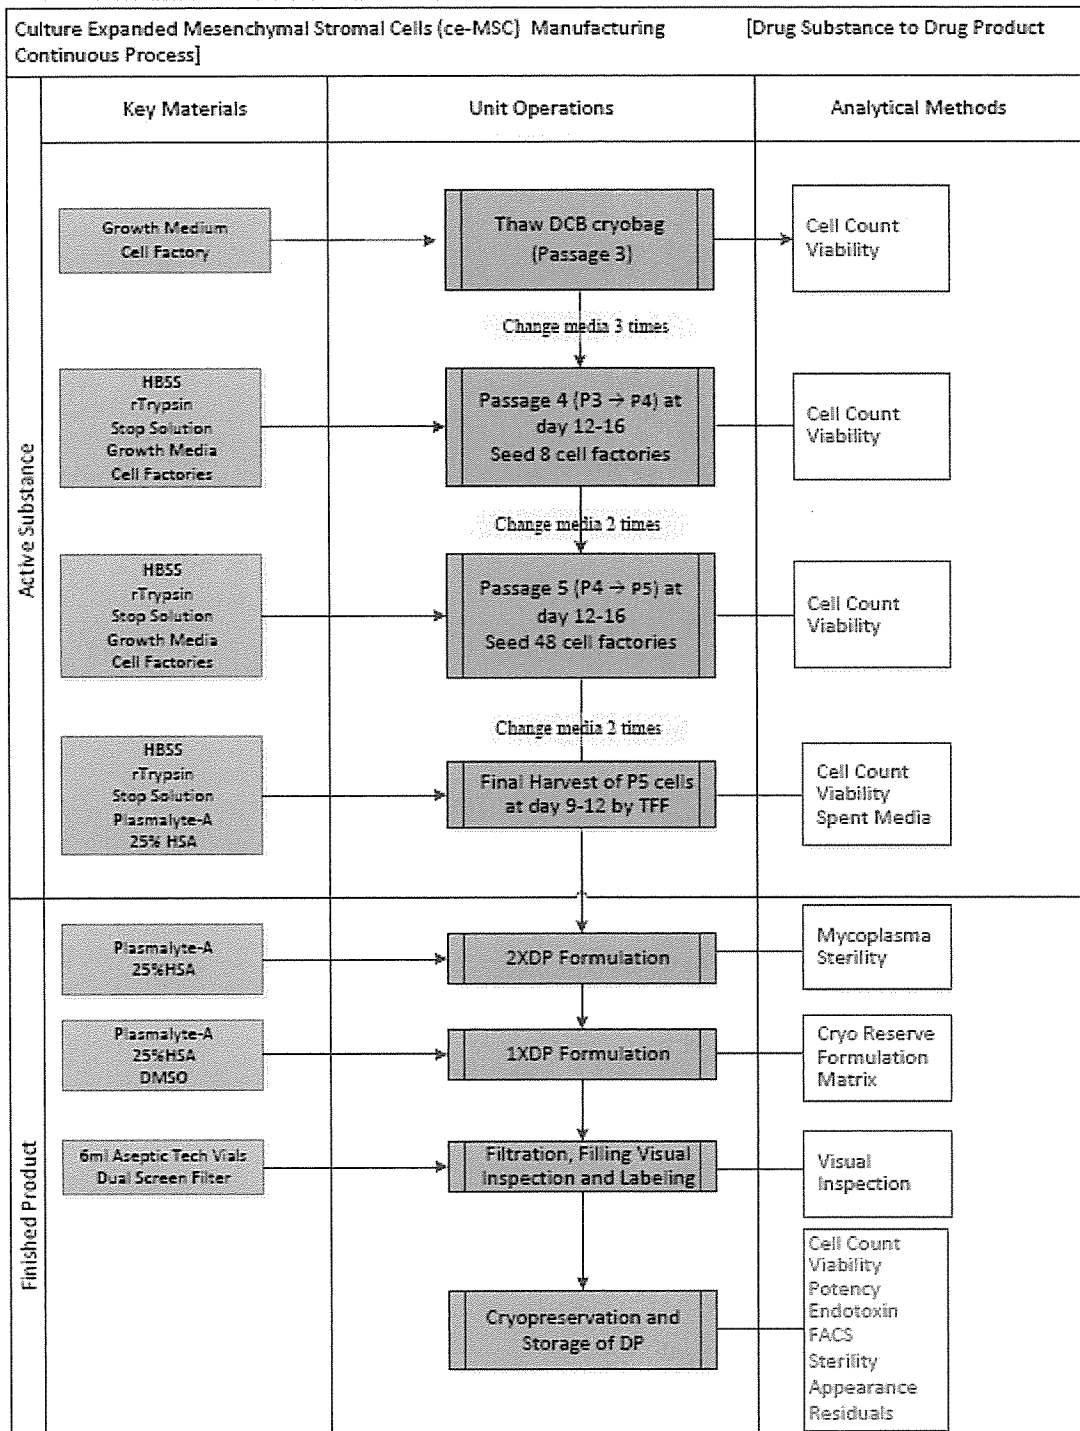 Culture Expanded Mesenchymal Stromal Cells (ce-MSC) Manufacturing [Drug Substance to Drug Product
Continuous Process]
Key Materials
Unit Operations
Analytical Methods
Active Substance
Growth Medium
Cell Factory
Thaw DCB cryobag
(Passage 3)
Cell Count
Viability
Change media 3 times
HBSS
rTrypsin
Stop Solution
Growth Media
Cell Factories
Passage 4 (P3 → P4) at
day 12-16
Seed 8 cell factories
Cell Count
Viability
Change media 2 times
HBSS
rTrypsin
Stop Solution
Growth Media
Cell Factories
Passage 5 (P4 → P5) at
day 12-16
Seed 48 cell factories
Cell Count
Viability
Change media 2 times
HBSS
rTrypsin
Stop Solution
Plasmalyte-A
25% HSA
Final Harvest of P5 cells
at day 9-12 by TFF
Cell Count
Viability
Spent Media
Finished Product
Plasmalyte-A
25%HSA
2XDP Formulation
Mycoplasma
Sterility
Plasmalyte-A
25%HSA
DMSO
1XDP Formulation
Cryo Reserve
Formulation
Matrix
6ml Aseptic Tech Vials
Dual Screen Filter
Filtration, Filling Visual
Inspection and Labeling
Visual
Inspection
Cryopreservation and
Storage of DP
Cell Count
Viability
Potency
Endotoxin
FACS
Sterility
Appearance
Residuals